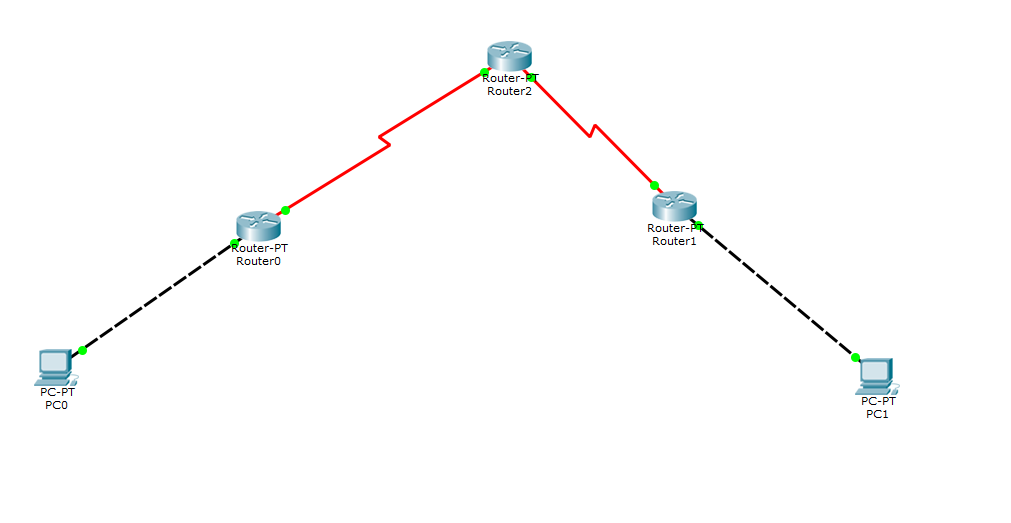 Router-PT
Router2
Router-PT
Router1
Router-PT
Router0
PC-PT
PC0
PC-PT
PC1